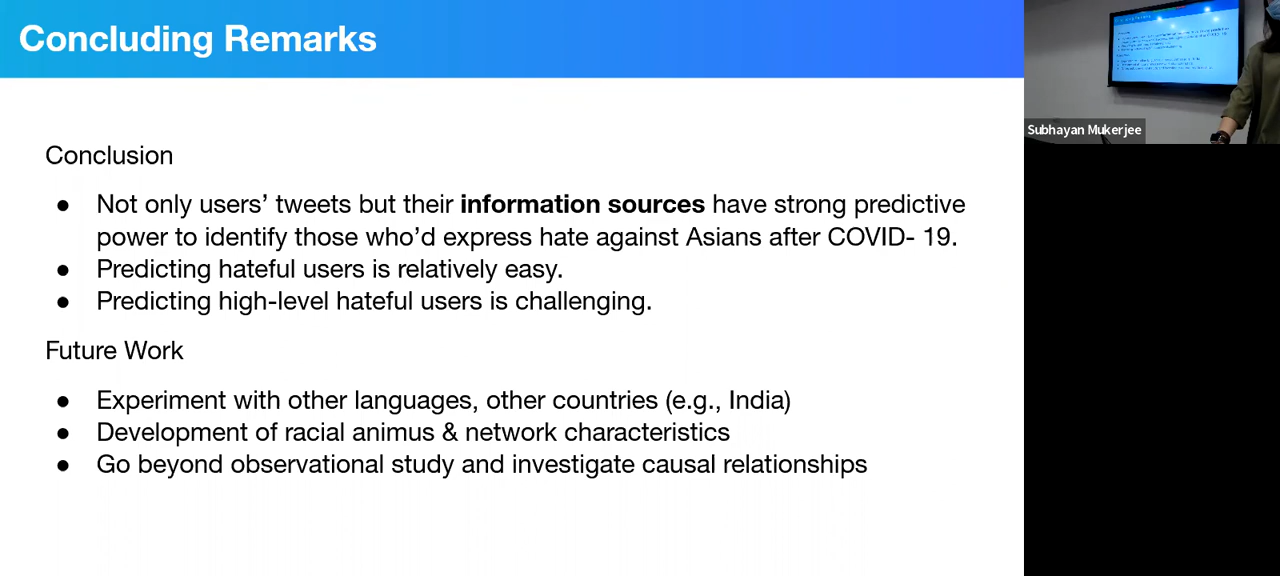 Concluding Remarks
Conclusion
● Not only users’ tweets but their information sources have strong predictive
power to identify those who’d express hate against Asians after COVID- 19.
● Predicting hateful users is relatively easy.
● Predicting high-level hateful users is challenging.
Future Work
● Experiment with other languages, other countries (e.g., India)
● Development of racial animus & network characteristics
● Go beyond observational study and investigate causal relationships
Subhayan Mukerjee